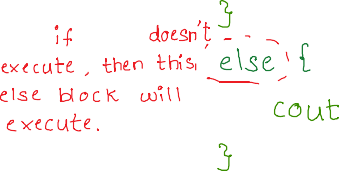 }
if doesn't
execute, then this, else {
else block will
cout
execute.
}